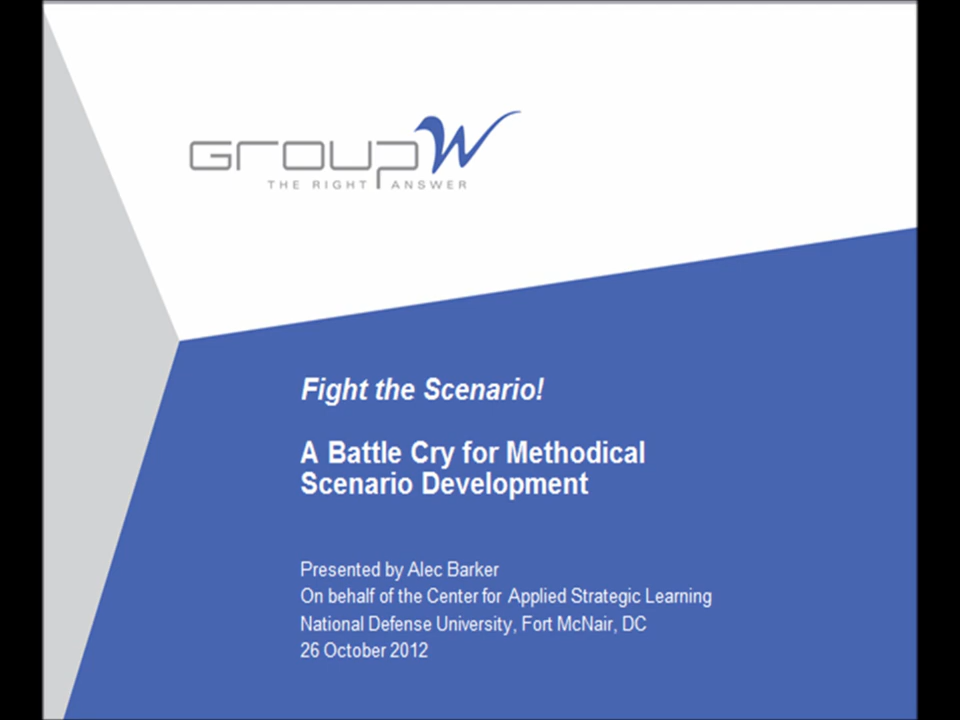 groupW
THE RIGHT ANSWER
Fight the Scenario!
A Battle Cry for Methodical
Scenario Development
Presented by Alec Barker
On behalf of the Center for Applied Strategic Learning
National Defense University, Fort McNair, DC
26 October 2012